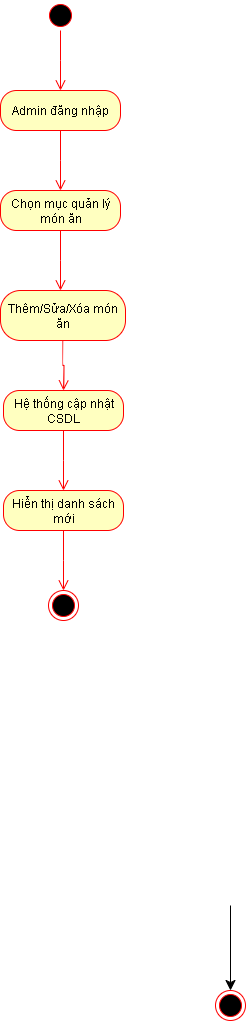 Admin đăng nhập
Chọn mục quản lý
món ăn
Thêm/Sửa/Xóa món
ăn
Hệ thống cập nhật
CSDL
Hiển thị danh sách
mới